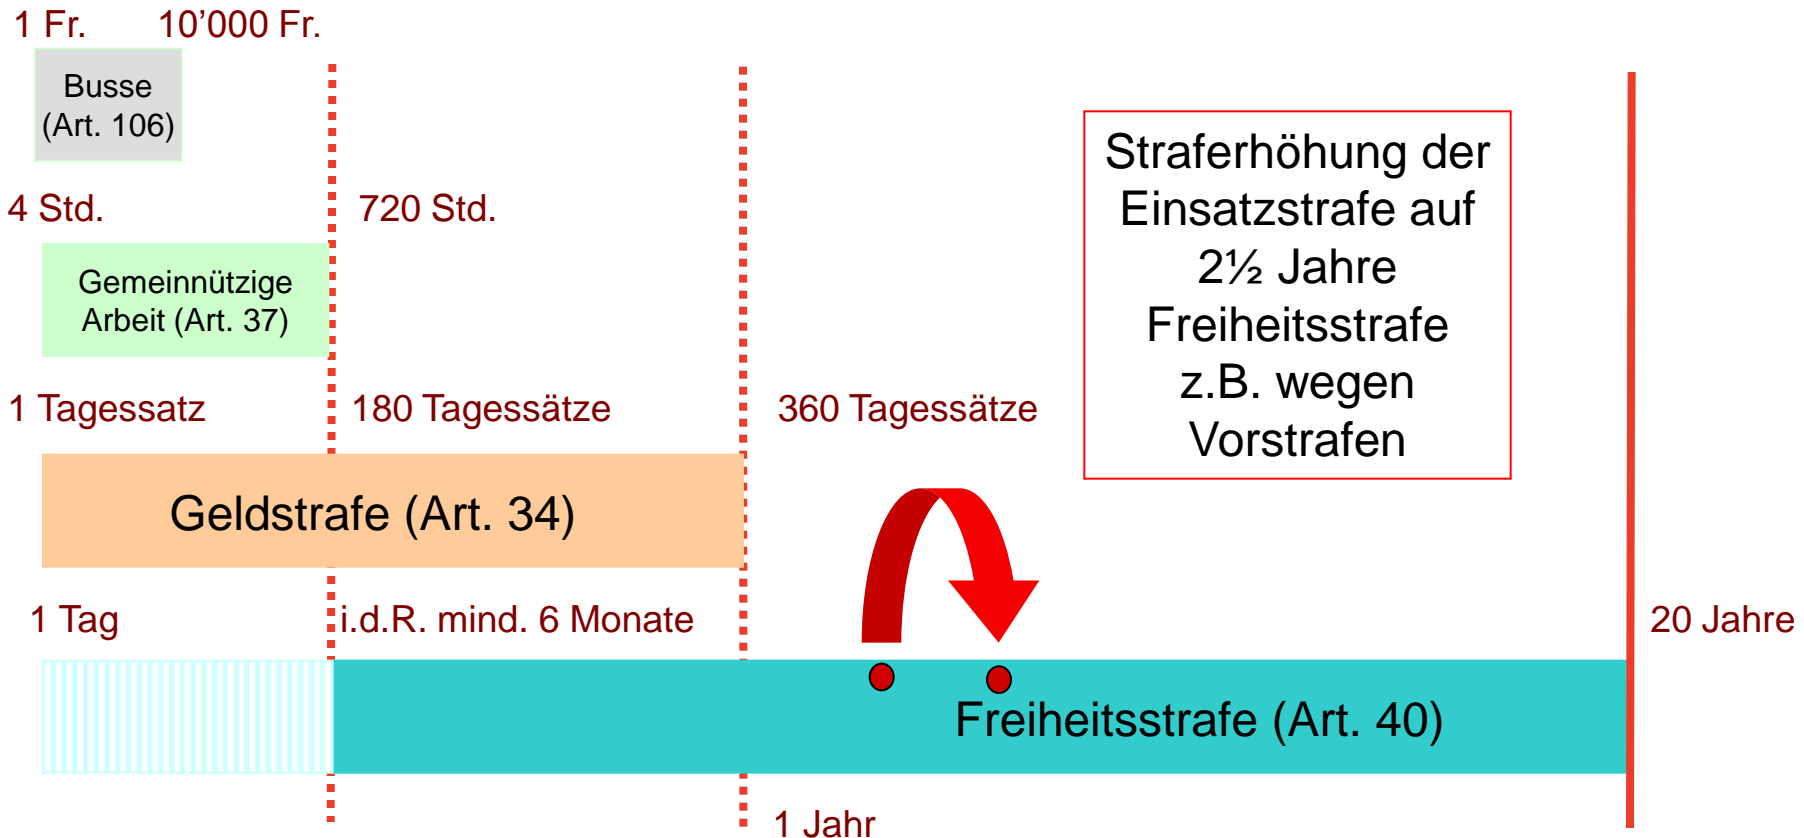 1 Fr. 10’000 Fr.
Busse
(Art. 106)
4 Std. 720 Std.
Gemeinnützige
Arbeit (Art. 37)
1 Tagessatz 180 Tagessätze 360 Tagessätze
Geldstrafe (Art. 34)
Straferhöhung der
Einsatzstrafe auf
2½ Jahre
Freiheitsstrafe
z.B. wegen
Vorstrafen
1 Tag i.d.R. mind. 6 Monate 20 Jahre
Freiheitsstrafe (Art. 40)
1 Jahr